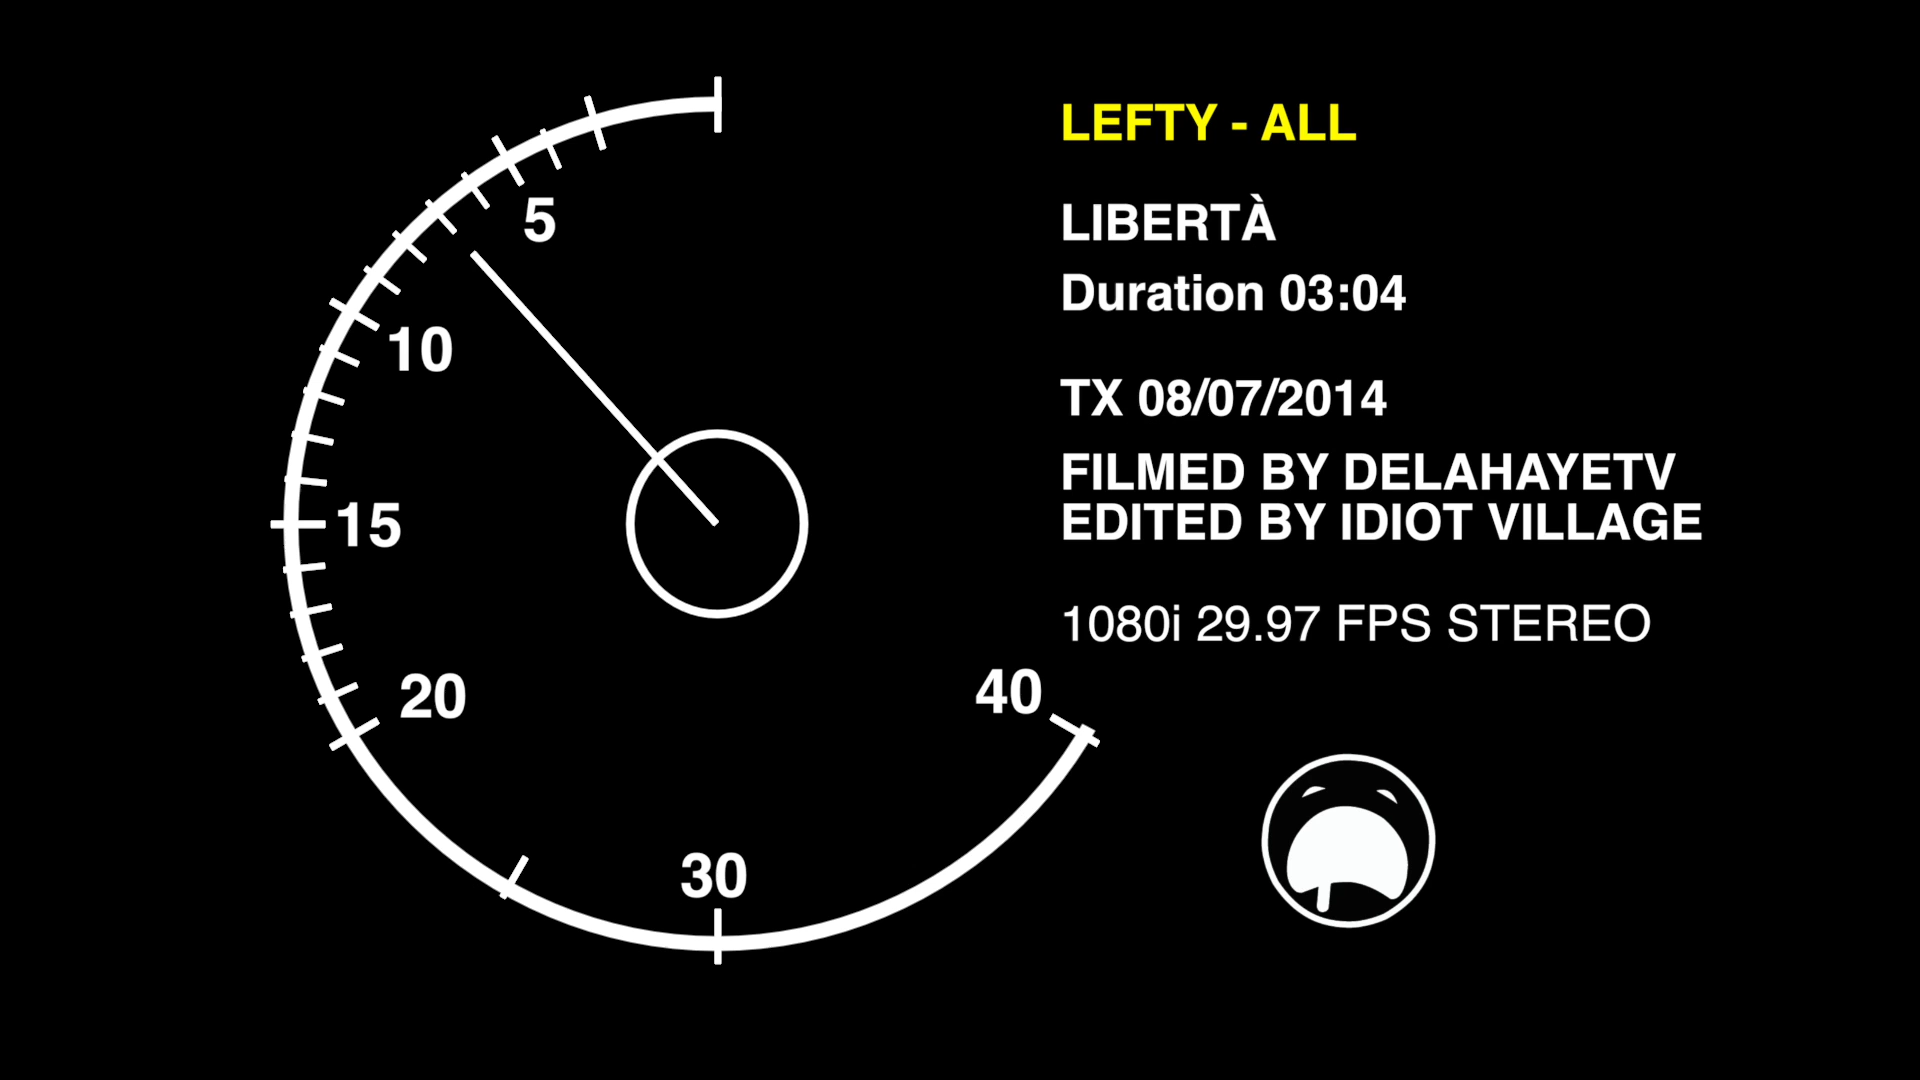 LEFTY - ALL
LIBERTÀ
Duration 03:04
TX 08/07/2014
FILMED BY DELAHAYETV
EDITED BY IDIOT VILLAGE
1080i 29.97 FPS STEREO
5
10
15
20
30
40